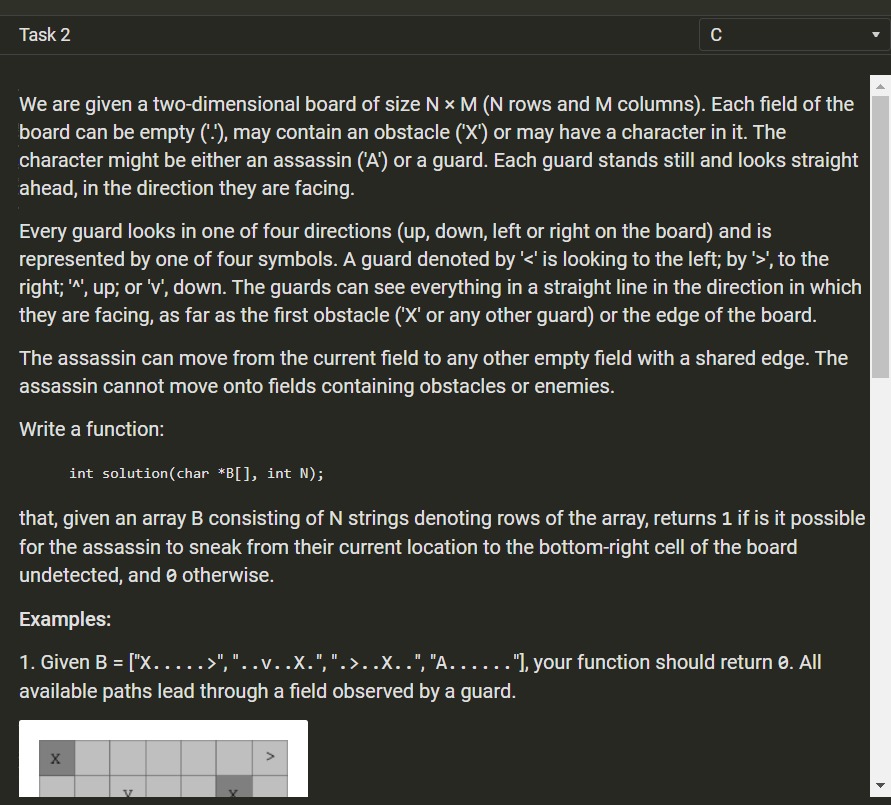 Task 2
C
We are given a two-dimensional board of size N × M (N rows and M columns). Each field of the
board can be empty ('.'), may contain an obstacle ('X') or may have a character in it. The
character might be either an assassin ('A') or a guard. Each guard stands still and looks straight
ahead, in the direction they are facing.
Every guard looks in one of four directions (up, down, left or right on the board) and is
represented by one of four symbols. A guard denoted by '<' is looking to the left; by '>', to the
right; '^', up; or 'v', down. The guards can see everything in a straight line in the direction in which
they are facing, as far as the first obstacle ('X' or any other guard) or the edge of the board.
The assassin can move from the current field to any other empty field with a shared edge. The
assassin cannot move onto fields containing obstacles or enemies.
Write a function:
int solution(char *B[], int N);
that, given an array B consisting of N strings denoting rows of the array, returns 1 if is it possible
for the assassin to sneak from their current location to the bottom-right cell of the board
undetected, and 0 otherwise.
Examples:
1. Given B = ["X.....>","..v..X.",".>..X..","A......"], your function should return 0. All
available paths lead through a field observed by a guard.
X >
v X